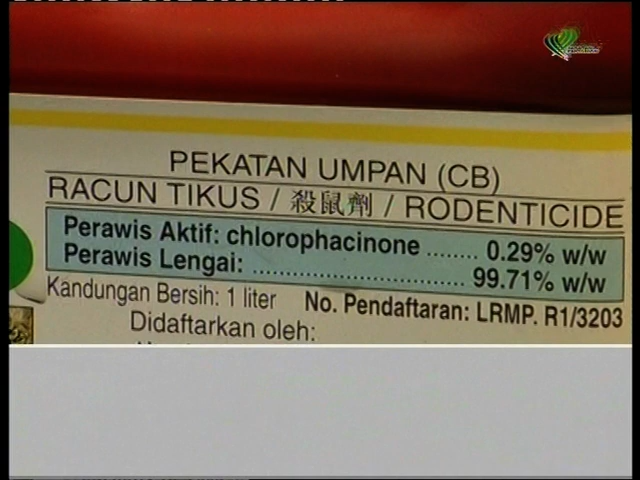 PEKATAN UMPAN (CB)
RACUN TIKUS / 殺鼠劑 / RODENTICIDE
Perawis Aktif: chlorophacinone ........ 0.29% w/w
Perawis Lengai: ................................ 99.71% w/w
Kandungan Bersih: 1 liter No. Pendaftaran: LRMP. R1/3203
Didaftarkan oleh: